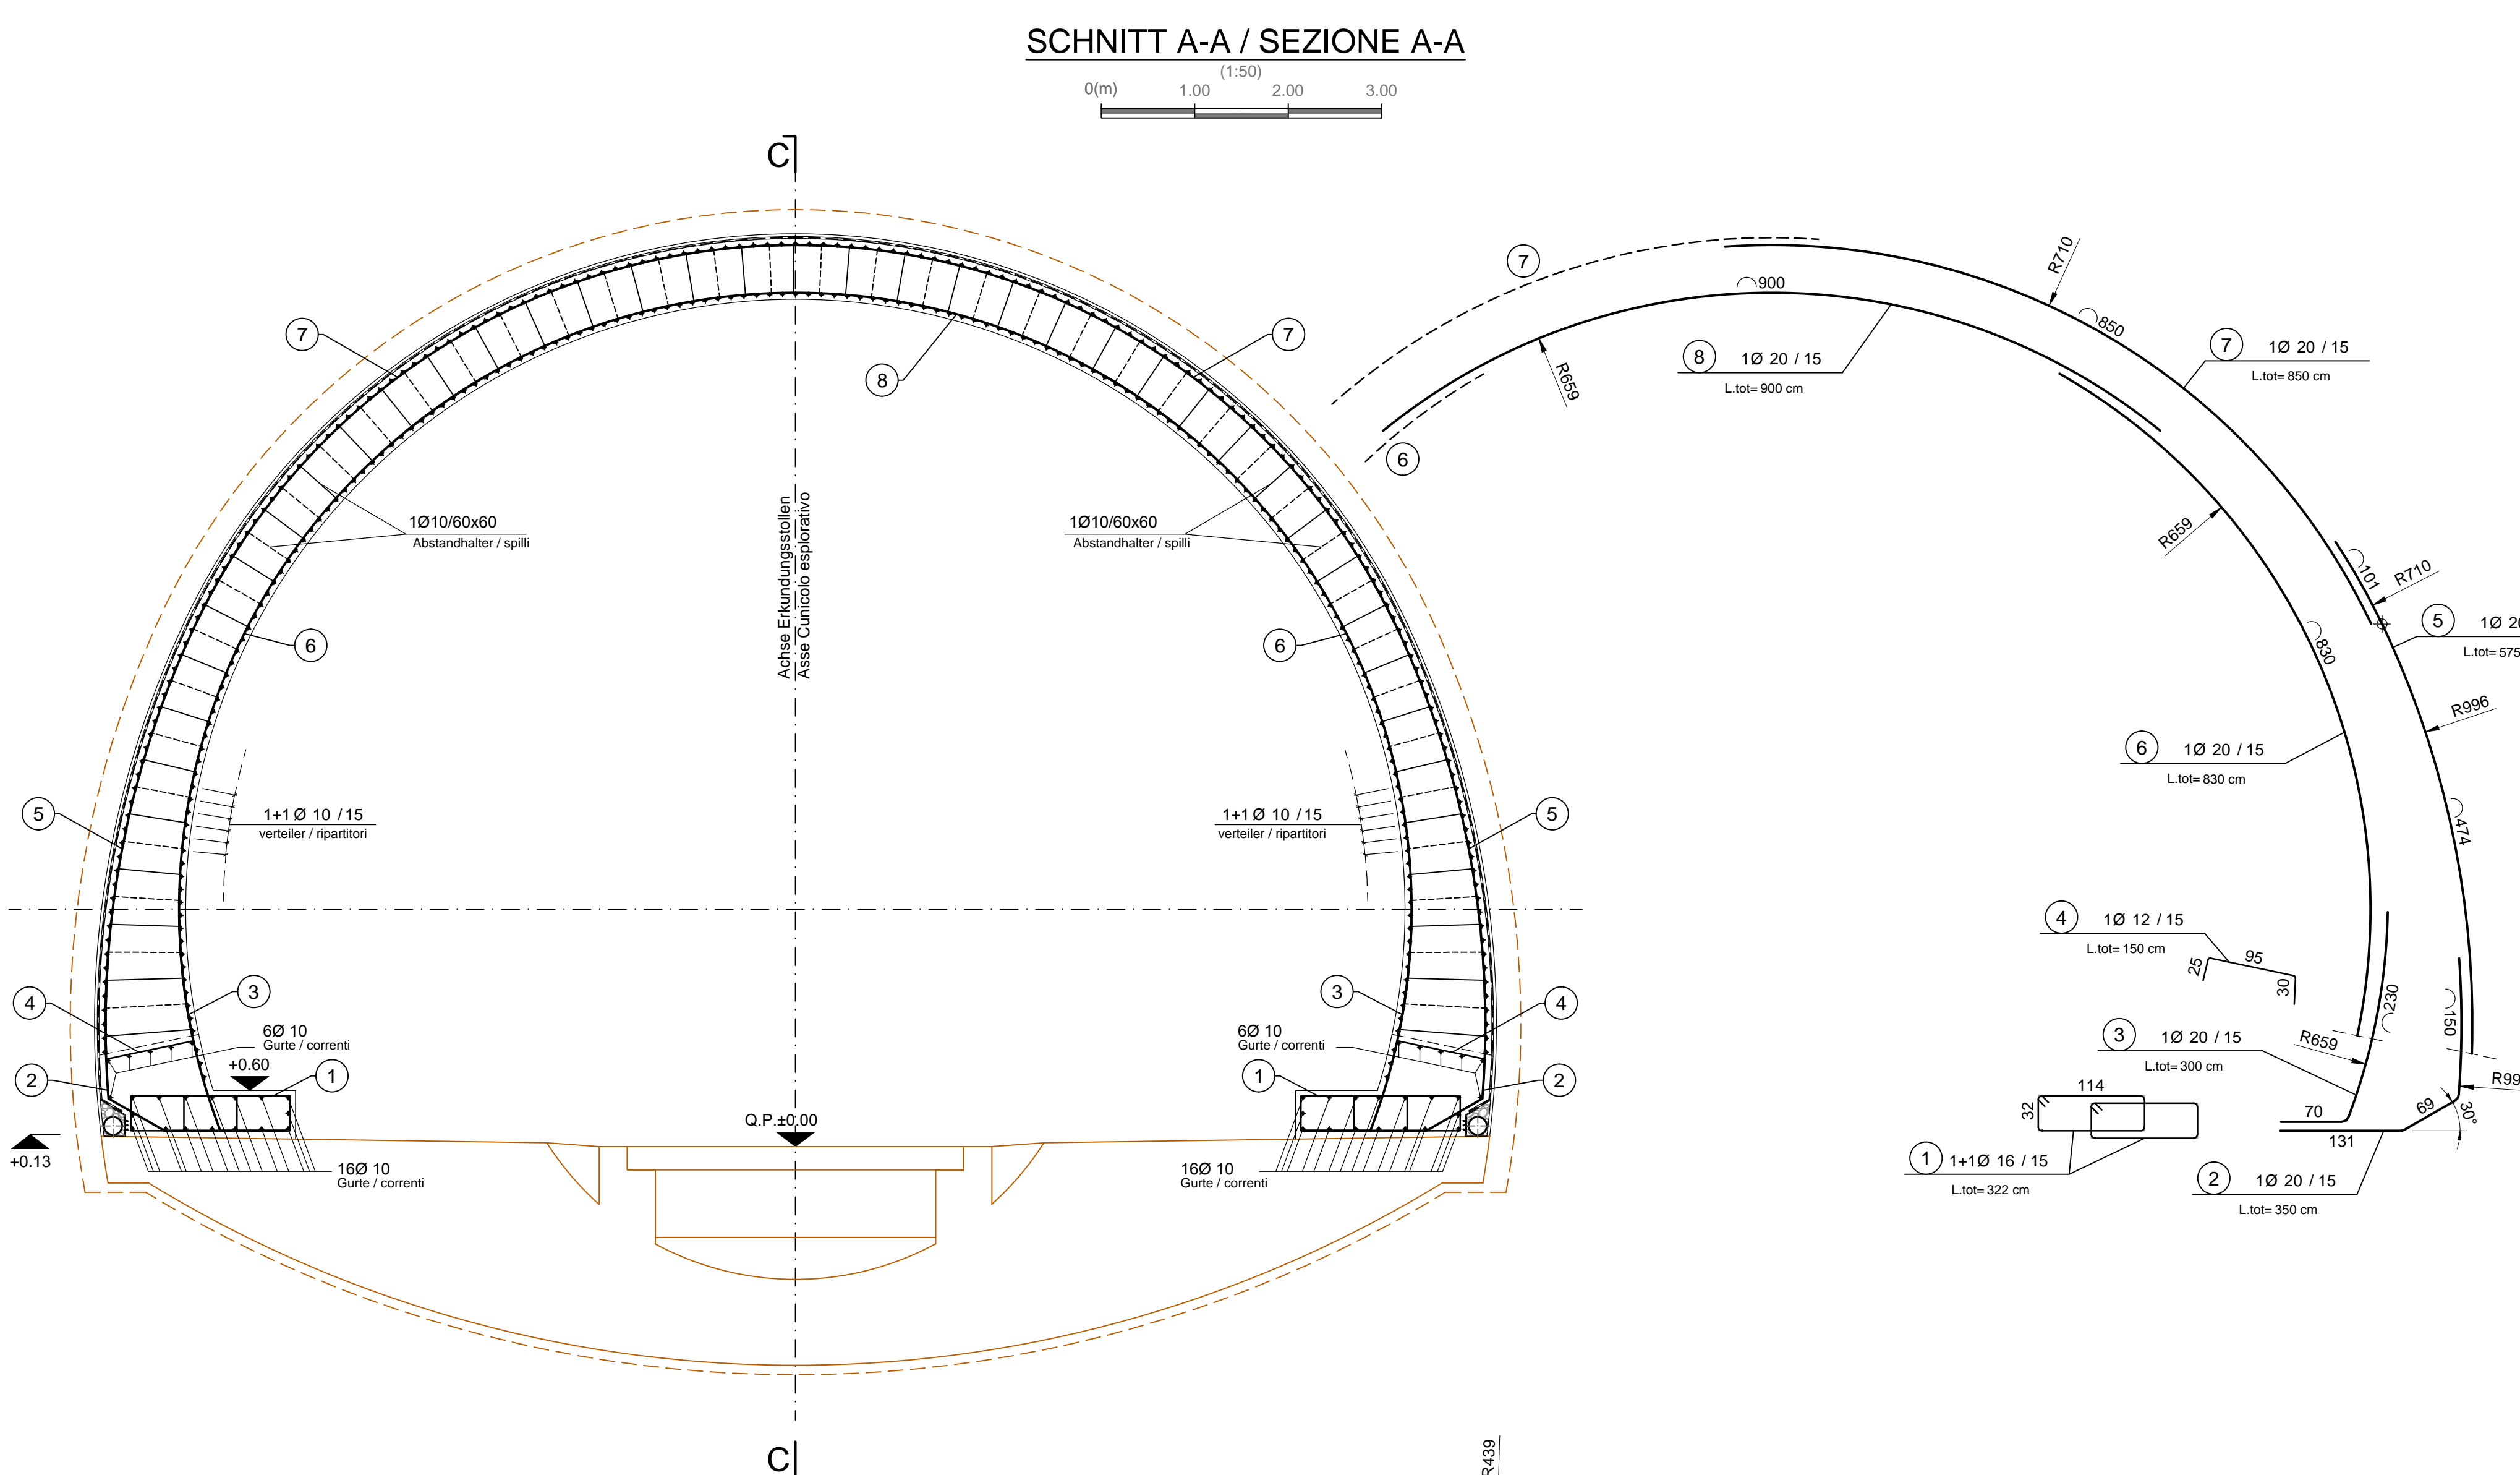 SCHNITT A-A / SEZIONE A-A
(1:50)
0(m) 1.00 2.00 3.00
C
7
7
8
1Ø10/60x60
Abstandhalter / spilli
1Ø10/60x60
Abstandhalter / spilli
Achse Erkundungsstollen
Asse Cunicolo esplorativo
6
6
1+1 Ø 10 / 15
verteiler / ripartitori
1+1 Ø 10 / 15
verteiler / ripartitori
5
5
4
3
3
4
6Ø 10
Gurte / correnti
6Ø 10
Gurte / correnti
+0.60
2
1
1
2
Q.P.±0.00
+0.13
16Ø 10
Gurte / correnti
16Ø 10
Gurte / correnti
C
R439
7
900
R710
850
8 1Ø 20 / 15
L.tot= 900 cm
7 1Ø 20 / 15
L.tot= 850 cm
R659
6
R659
101
R710
5 1Ø 20
L.tot= 575
830
R996
6 1Ø 20 / 15
L.tot= 830 cm
474
4 1Ø 12 / 15
L.tot= 150 cm
25
95
30
230
150
3 1Ø 20 / 15
L.tot= 300 cm
R659
R99
114
32
70
69
30°
131
1 1+1Ø 16 / 15
L.tot= 322 cm
2 1Ø 20 / 15
L.tot= 350 cm